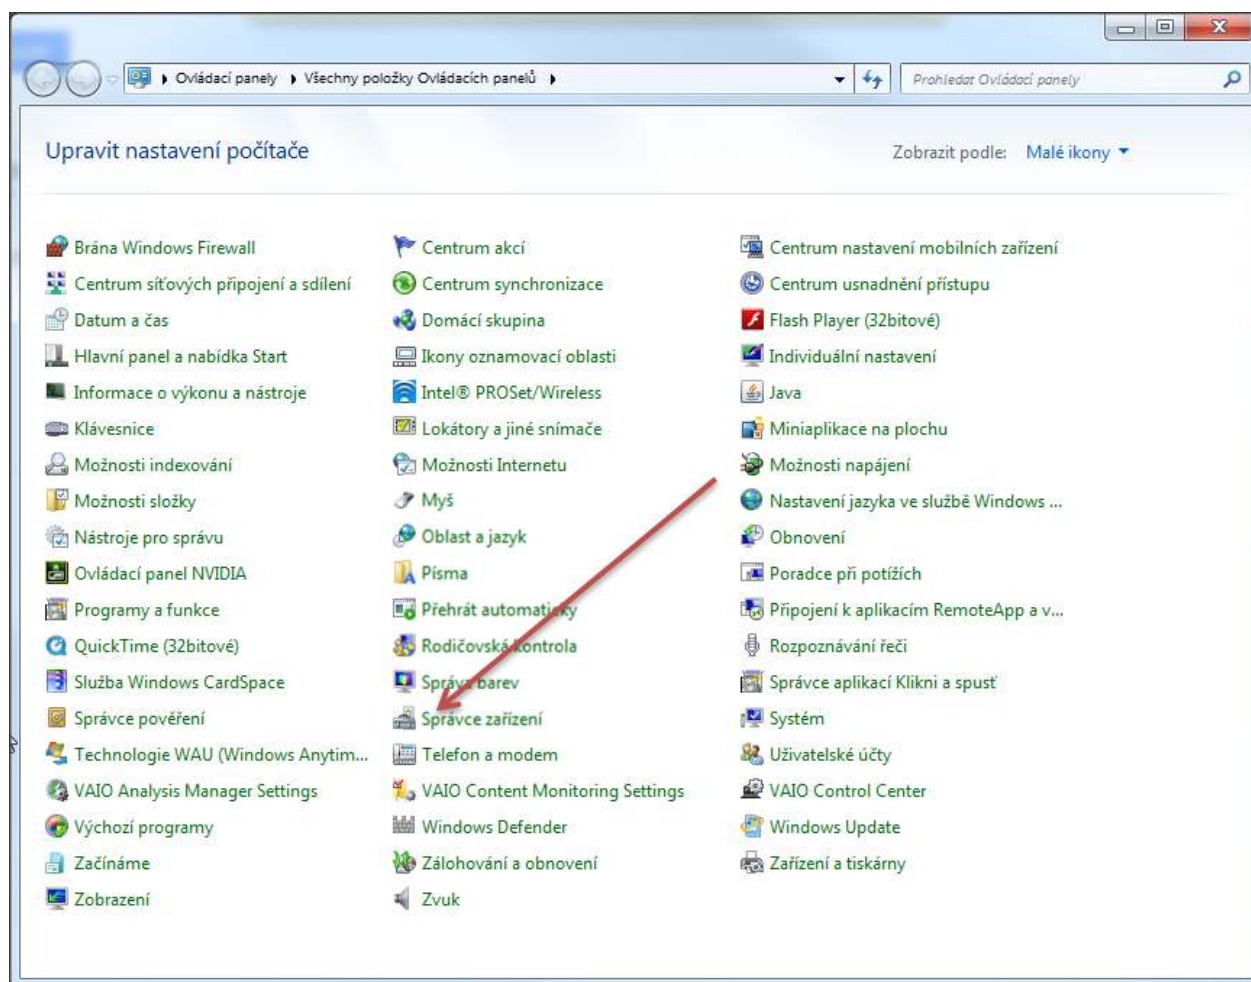 Ovládací panely Všechny položky Ovládacích panelů Prohledat Ovládací panely
Upravit nastavení počítače Zobrazit podle: Malé ikony
Brána Windows Firewall Centrum akcí Centrum nastavení mobilních zařízení
Centrum síťových připojení a sdílení Centrum synchronizace Centrum usnadnění přístupu
Datum a čas Domácí skupina Flash Player (32bitové)
Hlavní panel a nabídka Start Ikony oznamovací oblasti Individuální nastavení
Informace o výkonu a nástroje Intel® PROSet/Wireless Java
Klávesnice Lokátory a jiné snímače Miniaplikace na plochu
Možnosti indexování Možnosti Internetu Možnosti napájení
Možnosti složky Myš Nastavení jazyka ve službě Windows ...
Nástroje pro správu Oblast a jazyk Obnovení
Ovládací panel NVIDIA Písma Poradce při potížích
Programy a funkce Přehrát automaticky Připojení k aplikacím RemoteApp a v...
QuickTime (32bitové) Rodičovská kontrola Rozpoznávání řeči
Služba Windows CardSpace Správa barev Správce aplikací Klikni a spusť
Správce pověření Správce zařízení Systém
Technologie WAU (Windows Anytim... Telefon a modem Uživatelské účty
VAIO Analysis Manager Settings VAIO Content Monitoring Settings VAIO Control Center
Výchozí programy Windows Defender Windows Update
Začínáme Zálohování a obnovení Zařízení a tiskárny
Zobrazení Zvuk